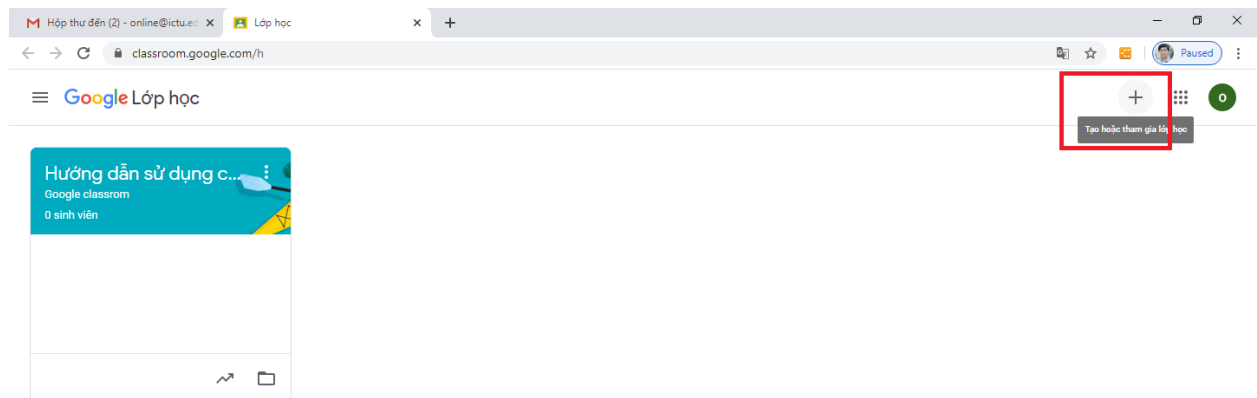 Hộp thư đến (2) - online@ictu.ed
Lớp học
classroom.google.com/h
Paused
Google Lớp học
O
Tạo hoặc tham gia lớp học
Hướng dẫn sử dụng c...
Google classrom
0 sinh viên